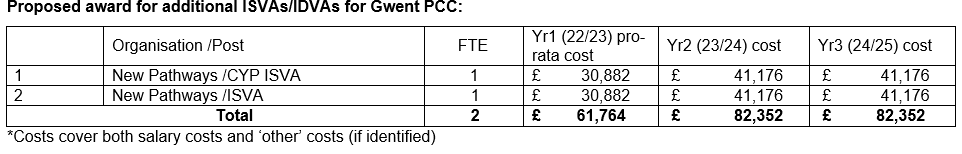 Proposed award for additional ISVAs/IDVAs for Gwent PCC:
Organisation /Post FTE Yr1 (22/23) pro-rata cost Yr2 (23/24) cost Yr3 (24/25) cost
1 New Pathways /CYP ISVA 1 £ 30,882 £ 41,176 £ 41,176
2 New Pathways /ISVA 1 £ 30,882 £ 41,176 £ 41,176
Total 2 £ 61,764 £ 82,352 £ 82,352
*Costs cover both salary costs and ‘other’ costs (if identified)